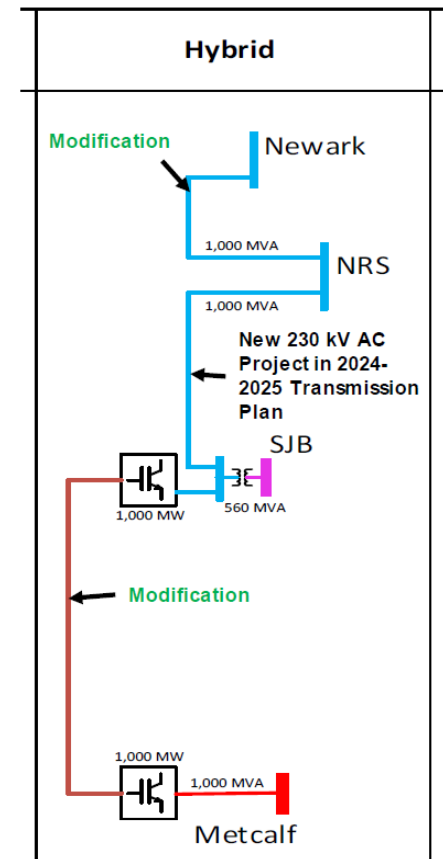 Hybrid
Modification
Newark
1,000 MVA
NRS
1,000 MVA
New 230 kV AC
Project in 2024-
2025 Transmission
Plan
SJB
1,000 MW
560 MVA
Modification
1,000 MW
1,000 MVA
Metcalf